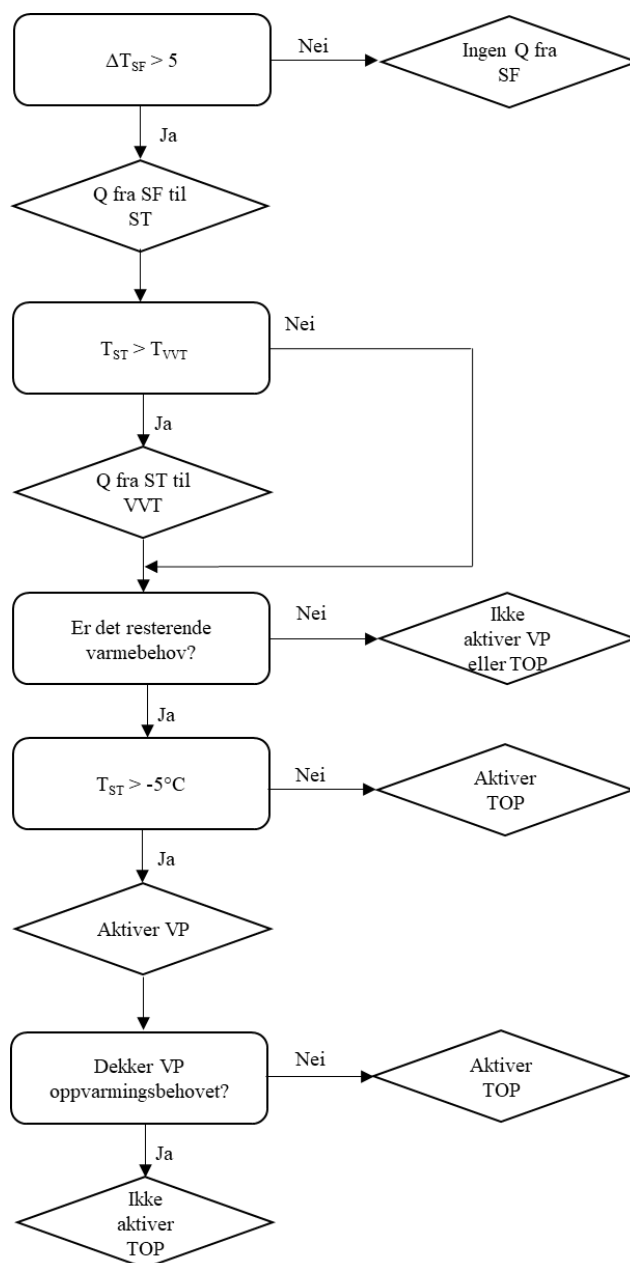 ΔT_SF > 5
Nei
Ingen Q fra
SF
Ja
Q fra SF til
ST
T_ST > T_VVT
Nei
Ja
Q fra ST til
VVT
Er det resterende
varmebehov?
Nei
Ikke
aktiver VP
eller TOP
Ja
T_ST > -5°C
Nei
Aktiver
TOP
Ja
Aktiver VP
Dekker VP
oppvarmingsbehovet?
Nei
Aktiver
TOP
Ja
Ikke
aktiver
TOP